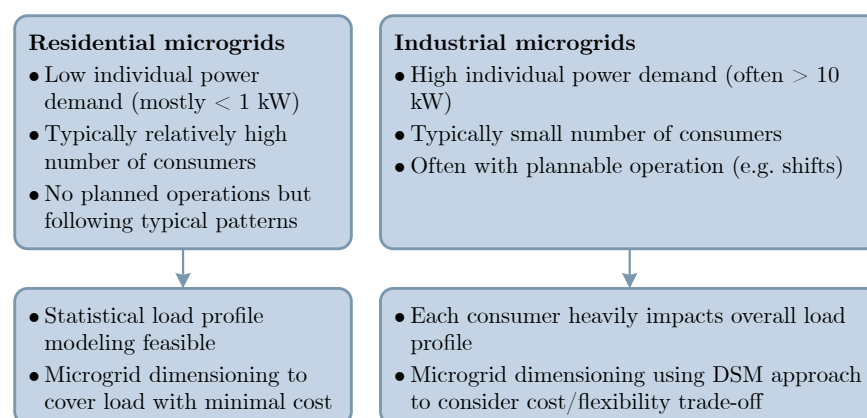 Residential microgrids
• Low individual power
demand (mostly < 1 kW)
• Typically relatively high
number of consumers
• No planned operations but
following typical patterns
Industrial microgrids
• High individual power demand (often > 10
kW)
• Typically small number of consumers
• Often with plannable operation (e.g. shifts)
• Statistical load profile
modeling feasible
• Microgrid dimensioning to
cover load with minimal cost
• Each consumer heavily impacts overall load
profile
• Microgrid dimensioning using DSM approach
to consider cost/flexibility trade-off